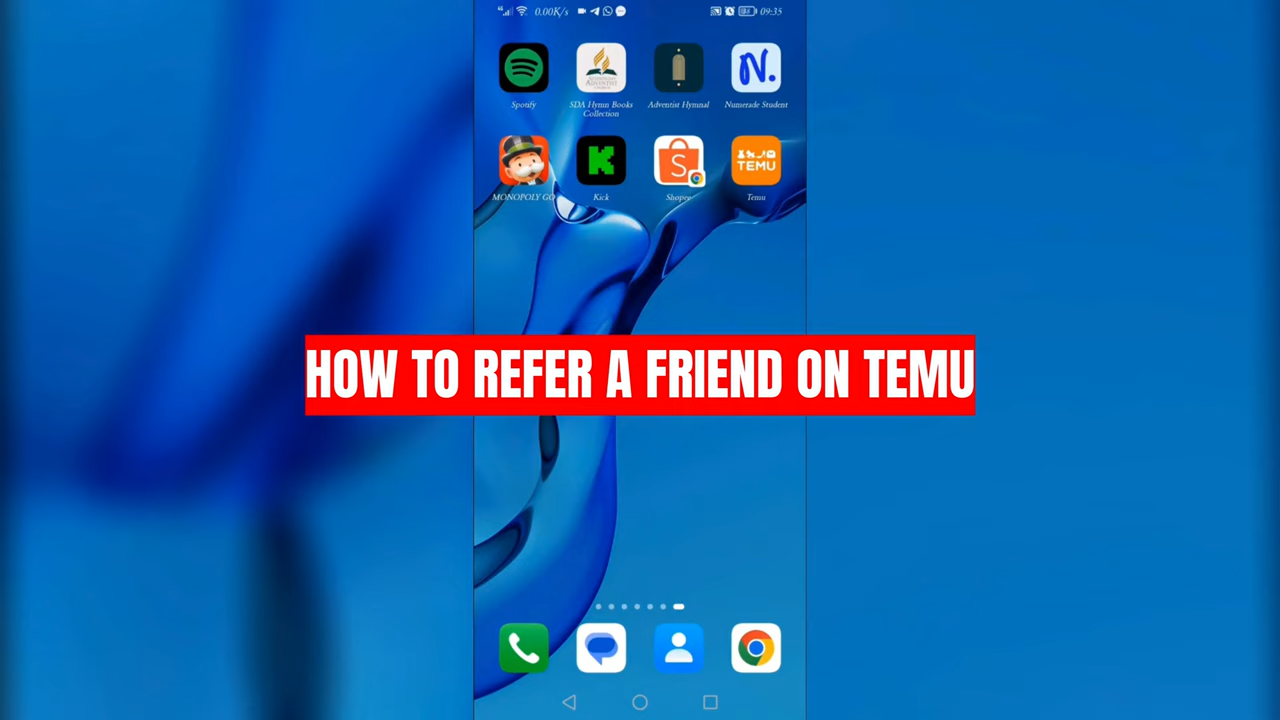 0.00K/s
09:35
Spotify
SDA Hymn Books
Collection
Adventist Hymnal
Numerade Student
N.
S
TEMU
MONOPOLY GO
Kick
Shopee
Temu
HOW TO REFER A FRIEND ON TEMU